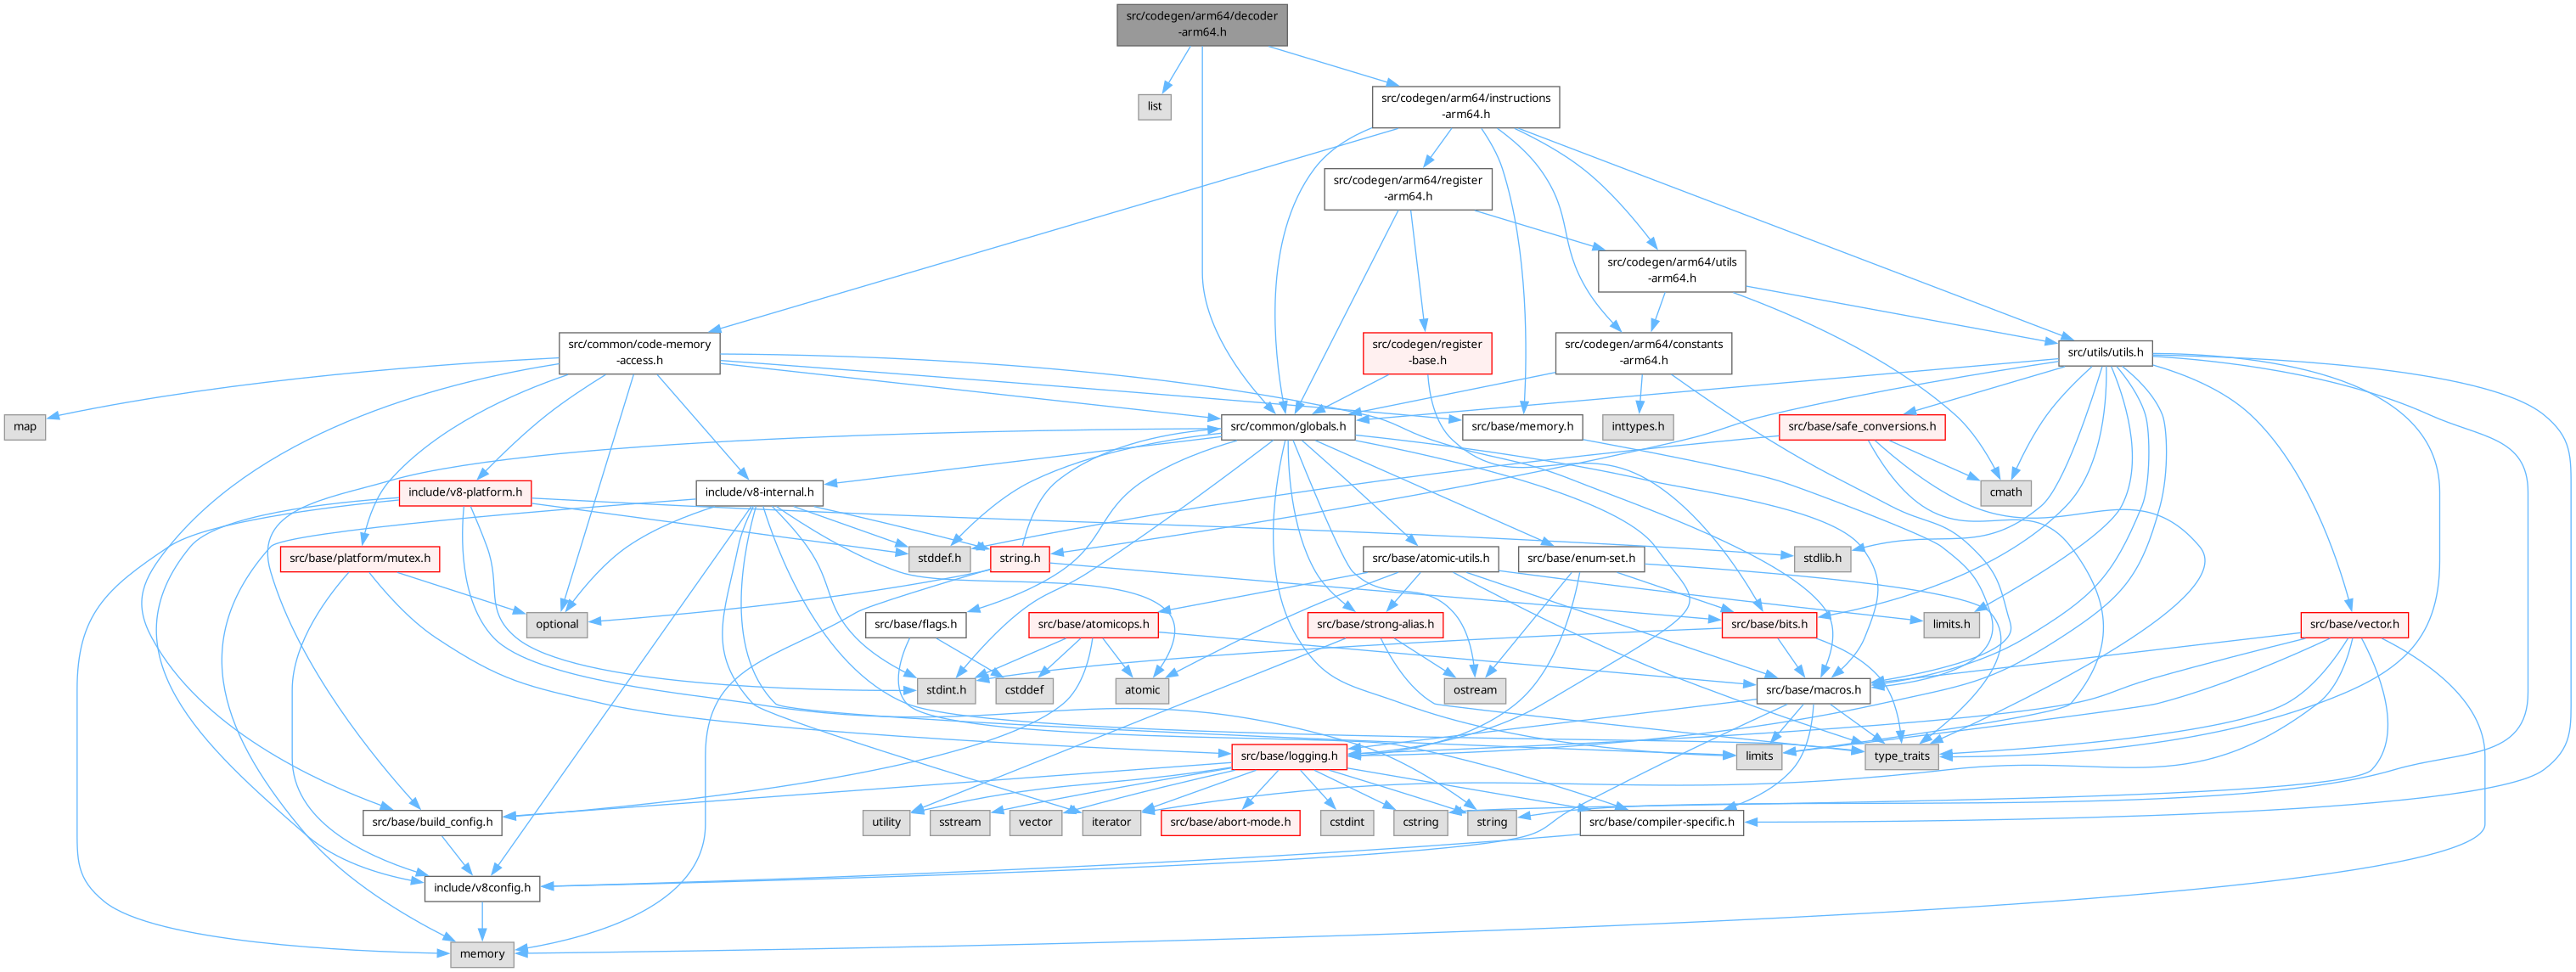 src/codegen/arm64/decoder
-arm64.h
list
src/codegen/arm64/instructions
-arm64.h
src/codegen/arm64/register
-arm64.h
src/codegen/arm64/utils
-arm64.h
src/common/code-memory
-access.h
src/codegen/register
-base.h
src/codegen/arm64/constants
-arm64.h
src/utils/utils.h
map
src/common/globals.h
src/base/memory.h
inttypes.h
src/base/safe_conversions.h
include/v8-platform.h
include/v8-internal.h
cmath
src/base/platform/mutex.h
stddef.h
string.h
src/base/atomic-utils.h
src/base/enum-set.h
stdlib.h
optional
src/base/flags.h
src/base/atomicops.h
src/base/strong-alias.h
src/base/bits.h
limits.h
src/base/vector.h
stdint.h
cstddef
atomic
ostream
src/base/macros.h
src/base/logging.h
limits
type_traits
src/base/build_config.h
utility
sstream
vector
iterator
src/base/abort-mode.h
cstdint
cstring
string
src/base/compiler-specific.h
include/v8config.h
memory